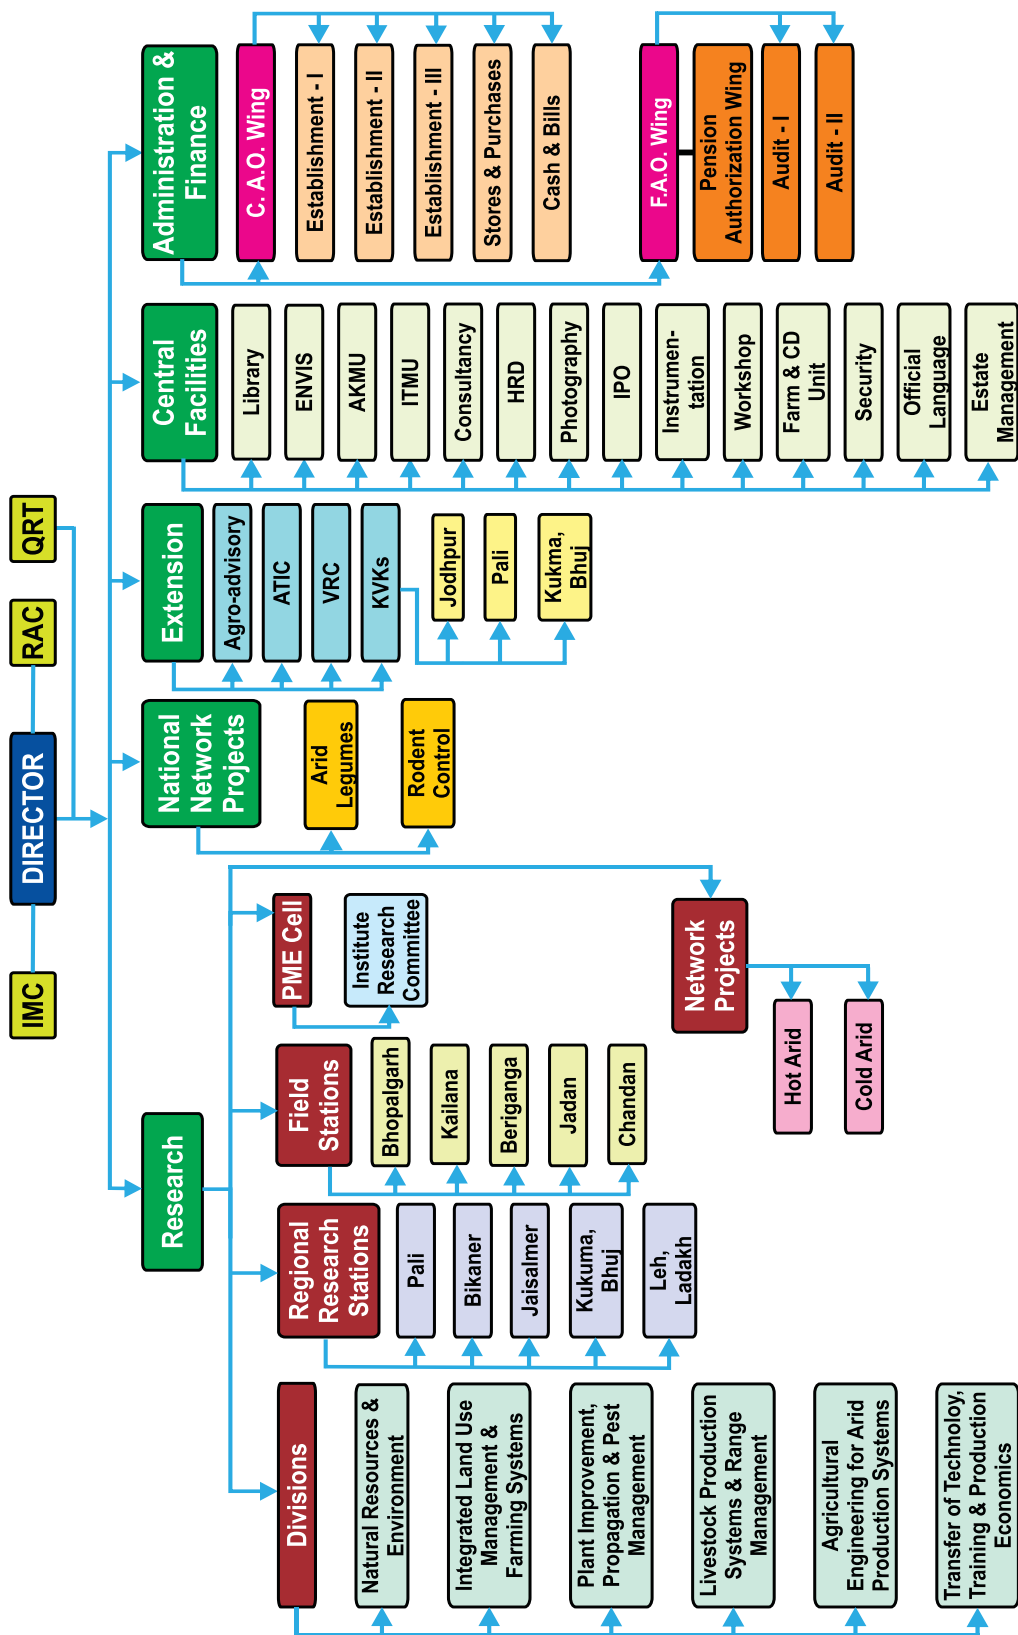 IMC
DIRECTOR
RAC
QRT
Research
National
Network
Projects
Extension
Central
Facilities
Administration &
Finance
Divisions
Natural Resources &
Environment
Integrated Land Use
Management &
Farming Systems
Plant Improvement,
Propagation & Pest
Management
Livestock Production
Systems & Range
Management
Agricultural
Engineering for Arid
Production Systems
Transfer of Technoloy,
Training & Production
Economics
Regional
Research
Stations
Pali
Bikaner
Jaisalmer
Kukuma,
Bhuj
Leh,
Ladakh
Field
Stations
Bhopalgarh
Kailana
Beriganga
Jadan
Chandan
PME Cell
Institute
Research
Committee
Network
Projects
Hot Arid
Cold Arid
Arid
Legumes
Rodent
Control
Agro-advisory
ATIC
VRC
KVKs
Jodhpur
Pali
Kukma,
Bhuj
Library
ENVIS
AKMU
ITMU
Consultancy
HRD
Photography
IPO
Instrumen-
tation
Workshop
Farm & CD
Unit
Security
Official
Language
Estate
Management
C. A.O. Wing
Establishment - I
Establishment - II
Establishment - III
Stores & Purchases
Cash & Bills
F.A.O. Wing
Pension
Authorization Wing
Audit - I
Audit - II